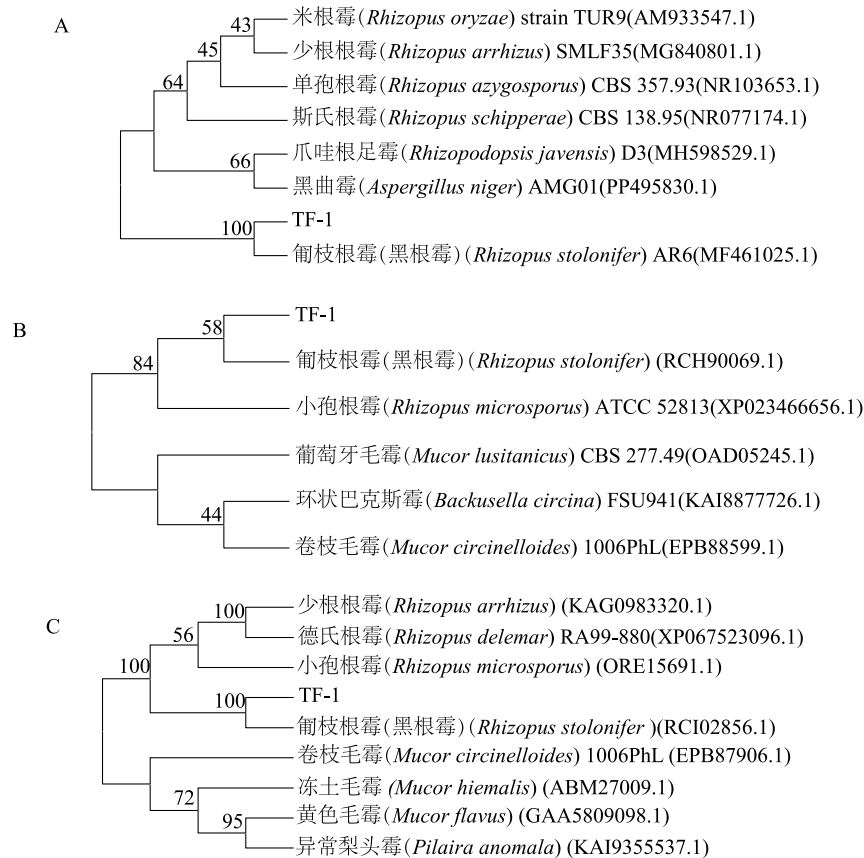 A
米根霉(Rhizopus oryzae) strain TUR9(AM933547.1)
43
少根根霉(Rhizopus arrhizus) SMLF35(MG840801.1)
45
单孢根霉(Rhizopus azygosporus) CBS 357.93(NR103653.1)
64
斯氏根霉(Rhizopus schipperae) CBS 138.95(NR077174.1)
爪哇根足霉(Rhizopodopsis javensis) D3(MH598529.1)
66
黑曲霉(Aspergillus niger) AMG01(PP495830.1)
TF-1
100
匍枝根霉(黑根霉)(Rhizopus stolonifer) AR6(MF461025.1)
B
TF-1
58
匍枝根霉(黑根霉)(Rhizopus stolonifer) (RCH90069.1)
84
小孢根霉(Rhizopus microsporus) ATCC 52813(XP023466656.1)
葡萄牙毛霉(Mucor lusitanicus) CBS 277.49(OAD05245.1)
环状巴克斯霉(Backusella circina) FSU941(KAI8877726.1)
44
卷枝毛霉(Mucor circinelloides) 1006PhL(EPB88599.1)
C
少根根霉(Rhizopus arrhizus) (KAG0983320.1)
100
德氏根霉(Rhizopus delemar) RA99-880(XP067523096.1)
56
小孢根霉(Rhizopus microsporus) (ORE15691.1)
100
TF-1
100
匍枝根霉(黑根霉)(Rhizopus stolonifer )(RCI02856.1)
卷枝毛霉(Mucor circinelloides) 1006PhL (EPB87906.1)
冻土毛霉 (Mucor hiemalis) (ABM27009.1)
72
黄色毛霉(Mucor flavus) (GAA5809098.1)
95
异常梨头霉(Pilaira anomala) (KAI9355537.1)